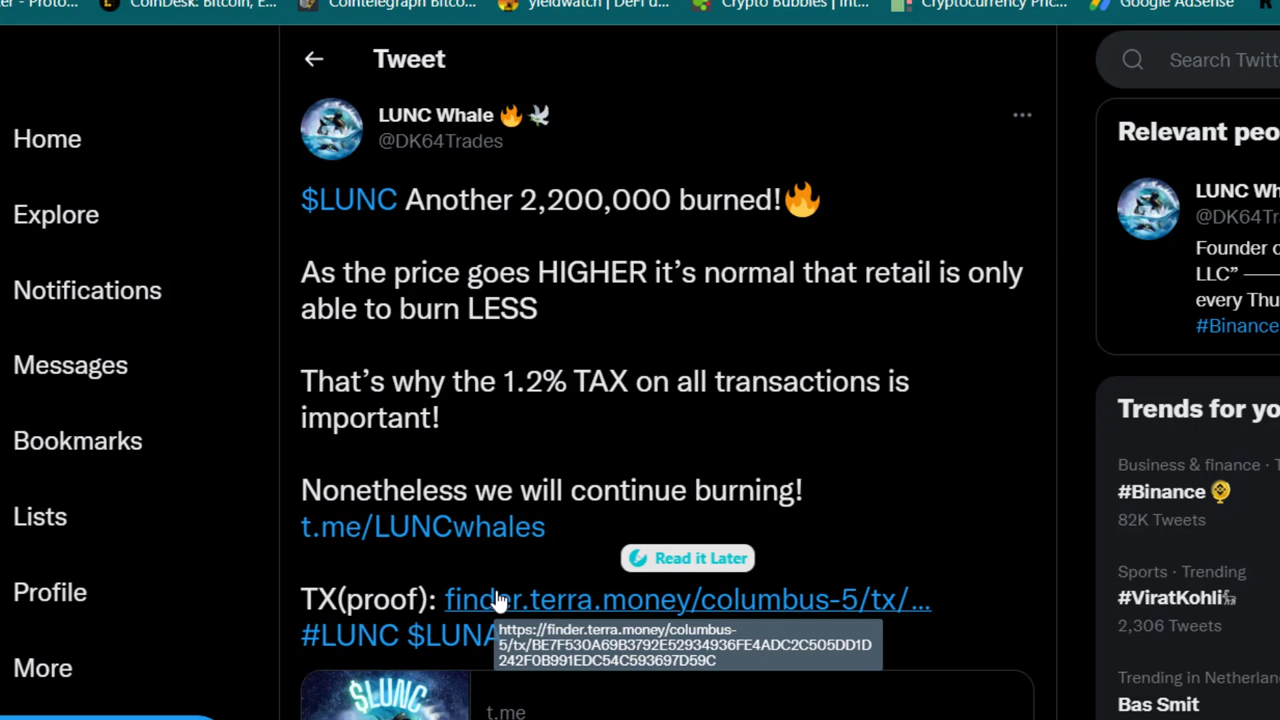 er - Proto...
CoinDesk: Bitcoin, E...
Cointelegraph Bitco...
yieldwatch | DeFi d...
Crypto Bubbles | Int...
Cryptocurrency Pric...
Google AdSense
Home
Explore
Notifications
Messages
Bookmarks
Lists
Profile
More
Tweet
LUNC Whale 🔥 🕊
@DK64Trades
$LUNC Another 2,200,000 burned!🔥
As the price goes HIGHER it’s normal that retail is only
able to burn LESS
That’s why the 1.2% TAX on all transactions is
important!
Nonetheless we will continue burning!
t.me/LUNCwhales
Read it Later
TX(proof): finder.terra.money/columbus-5/tx/...
#LUNC $LUNA
https://finder.terra.money/columbus-
5/tx/BE7F530A69B3792E52934936FE4ADC2C505DD1D
242F0B991EDC54C593697D59C
$LUNC
t.me
Search Twitt
Relevant peo
LUNC Wh
@DK64Tr
Founder o
LLC” ——
every Thu
#Binance
Trends for yo
Business & finance · T
#Binance
82K Tweets
Sports · Trending
#ViratKohli
2,306 Tweets
Trending in Netherland
Bas Smit